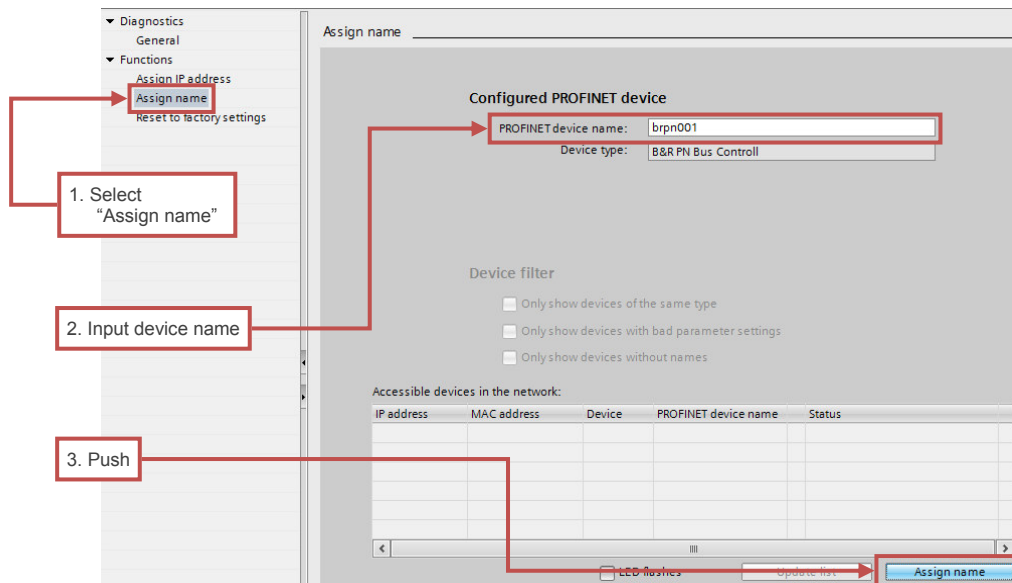 Diagnostics
General
Functions
Assign IP address
Assign name
Reset to factory settings
1. Select
“Assign name”
2. Input device name
3. Push
Assign name
Configured PROFINET device
PROFINET device name: brpn001
Device type: B&R PN Bus Controll
Device filter
Only show devices of the same type
Only show devices with bad parameter settings
Only show devices without names
Accessible devices in the network:
IP address MAC address Device PROFINET device name Status
LED flashes Update list Assign name